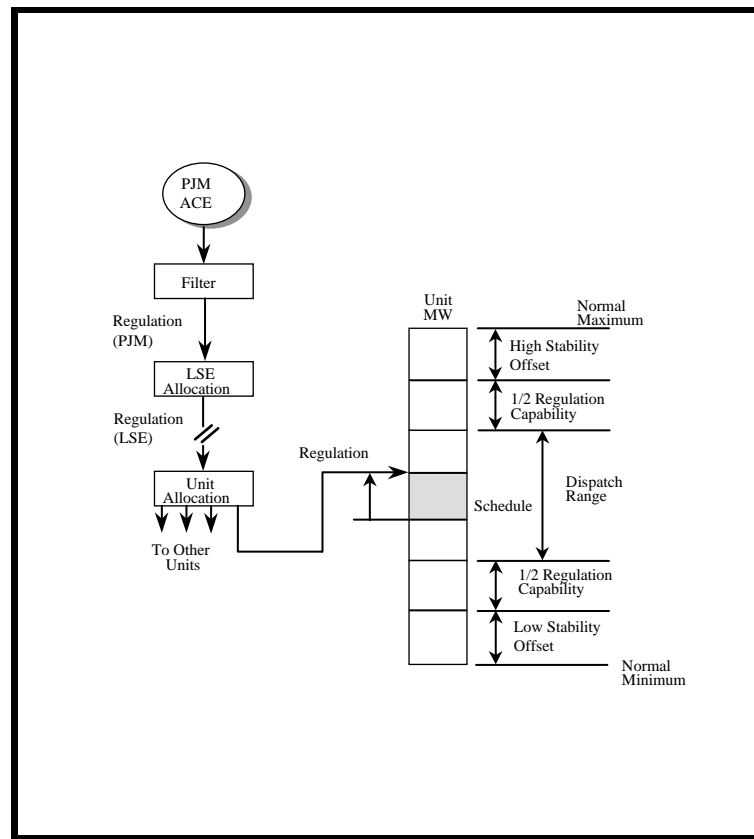 PJM
ACE
Filter
Regulation
(PJM)
LSE
Allocation
Regulation
(LSE)
Unit
Allocation
To Other
Units
Regulation
Unit
MW
Normal
Maximum
High Stability
Offset
1/2 Regulation
Capability
Dispatch
Range
Schedule
1/2 Regulation
Capability
Low Stability
Offset
Normal
Minimum